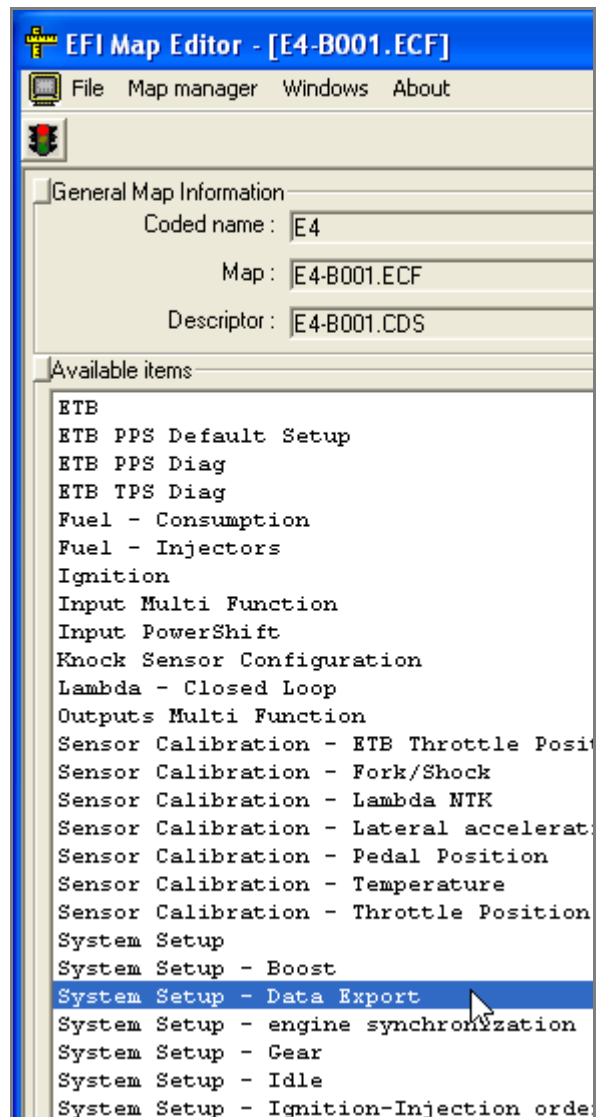 EFI Map Editor - [E4-B001.ECF]
File Map manager Windows About
General Map Information
Coded name : E4
Map : E4-B001.ECF
Descriptor : E4-B001.CDS
Available items
ETB
ETB PPS Default Setup
ETB PPS Diag
ETB TPS Diag
Fuel - Consumption
Fuel - Injectors
Ignition
Input Multi Function
Input PowerShift
Knock Sensor Configuration
Lambda - Closed Loop
Outputs Multi Function
Sensor Calibration - ETB Throttle Posit
Sensor Calibration - Fork/Shock
Sensor Calibration - Lambda NTK
Sensor Calibration - Lateral accelerat
Sensor Calibration - Pedal Position
Sensor Calibration - Temperature
Sensor Calibration - Throttle Position
System Setup
System Setup - Boost
System Setup - Data Export
System Setup - engine synchronyzation
System Setup - Gear
System Setup - Idle
System Setup - Ignition-Injection order